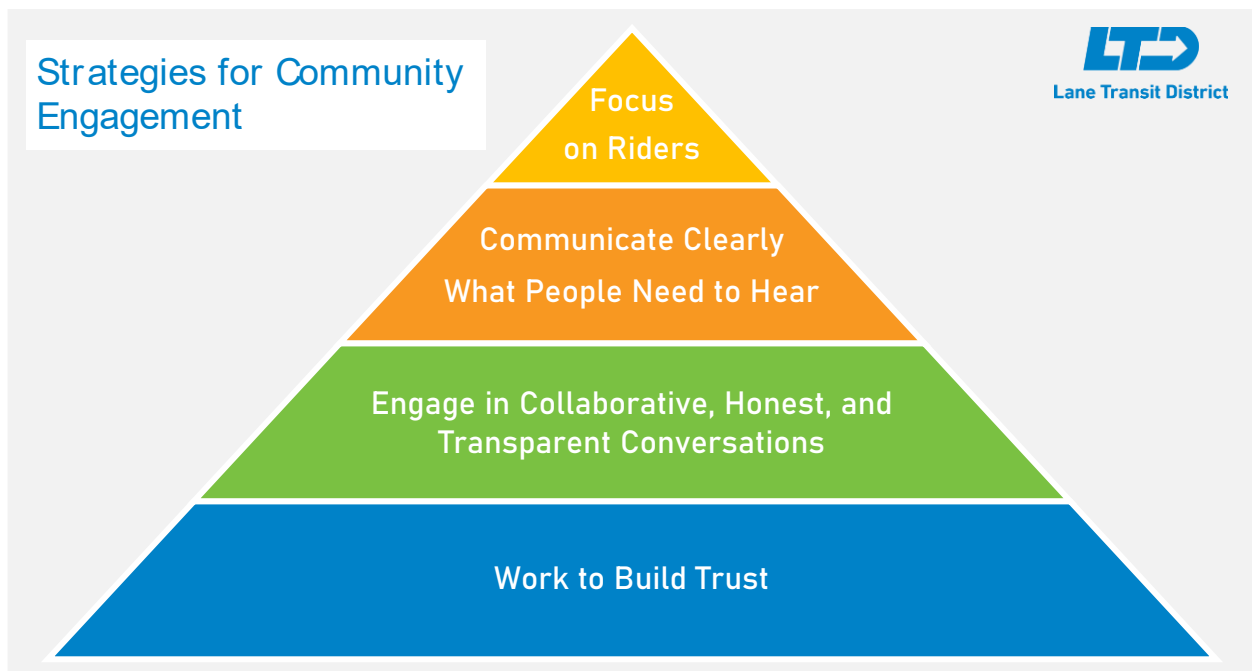 Strategies for Community
Engagement
LTD
Lane Transit District
Focus
on Riders
Communicate Clearly
What People Need to Hear
Engage in Collaborative, Honest, and
Transparent Conversations
Work to Build Trust